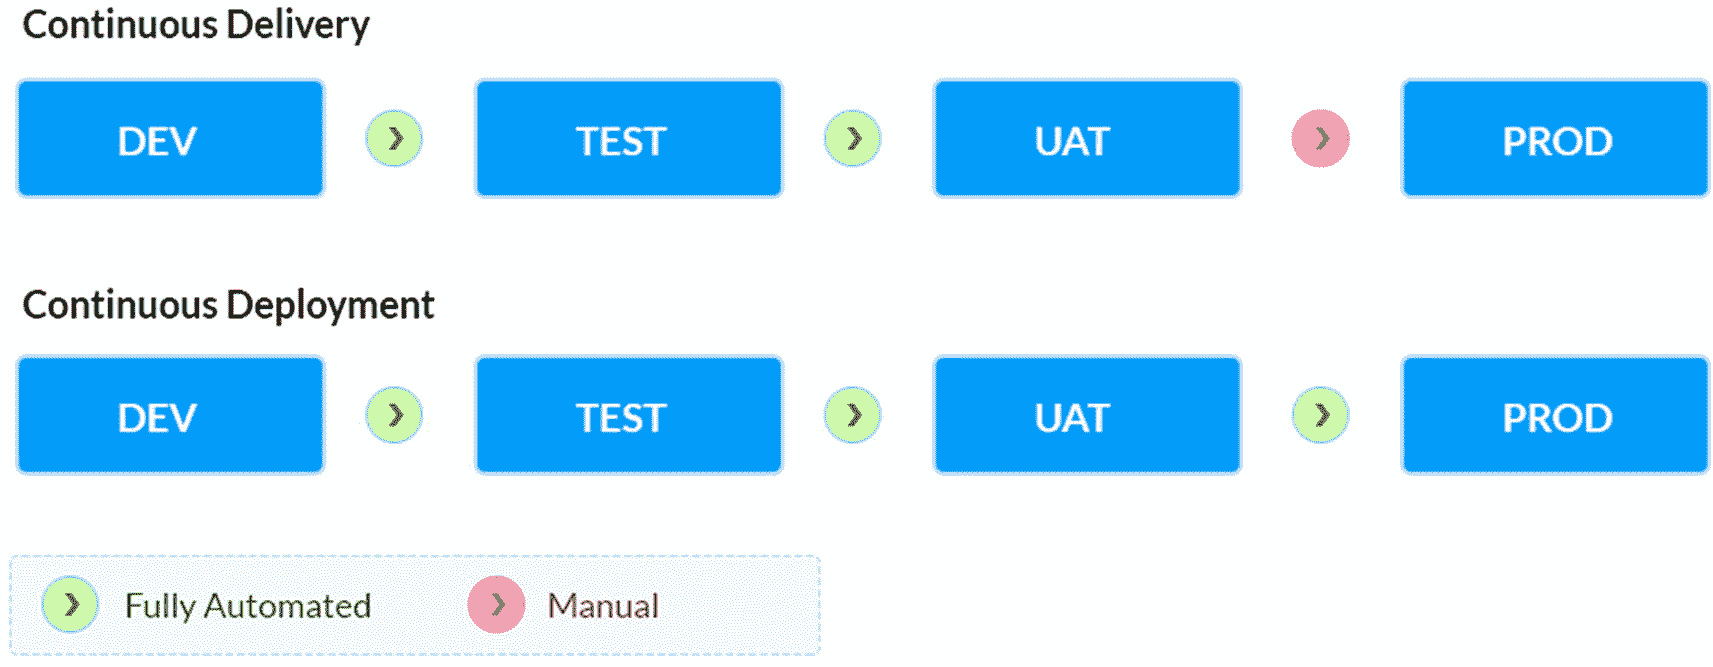 Continuous Delivery
DEV TEST UAT PROD
Continuous Deployment
DEV TEST UAT PROD
Fully Automated Manual